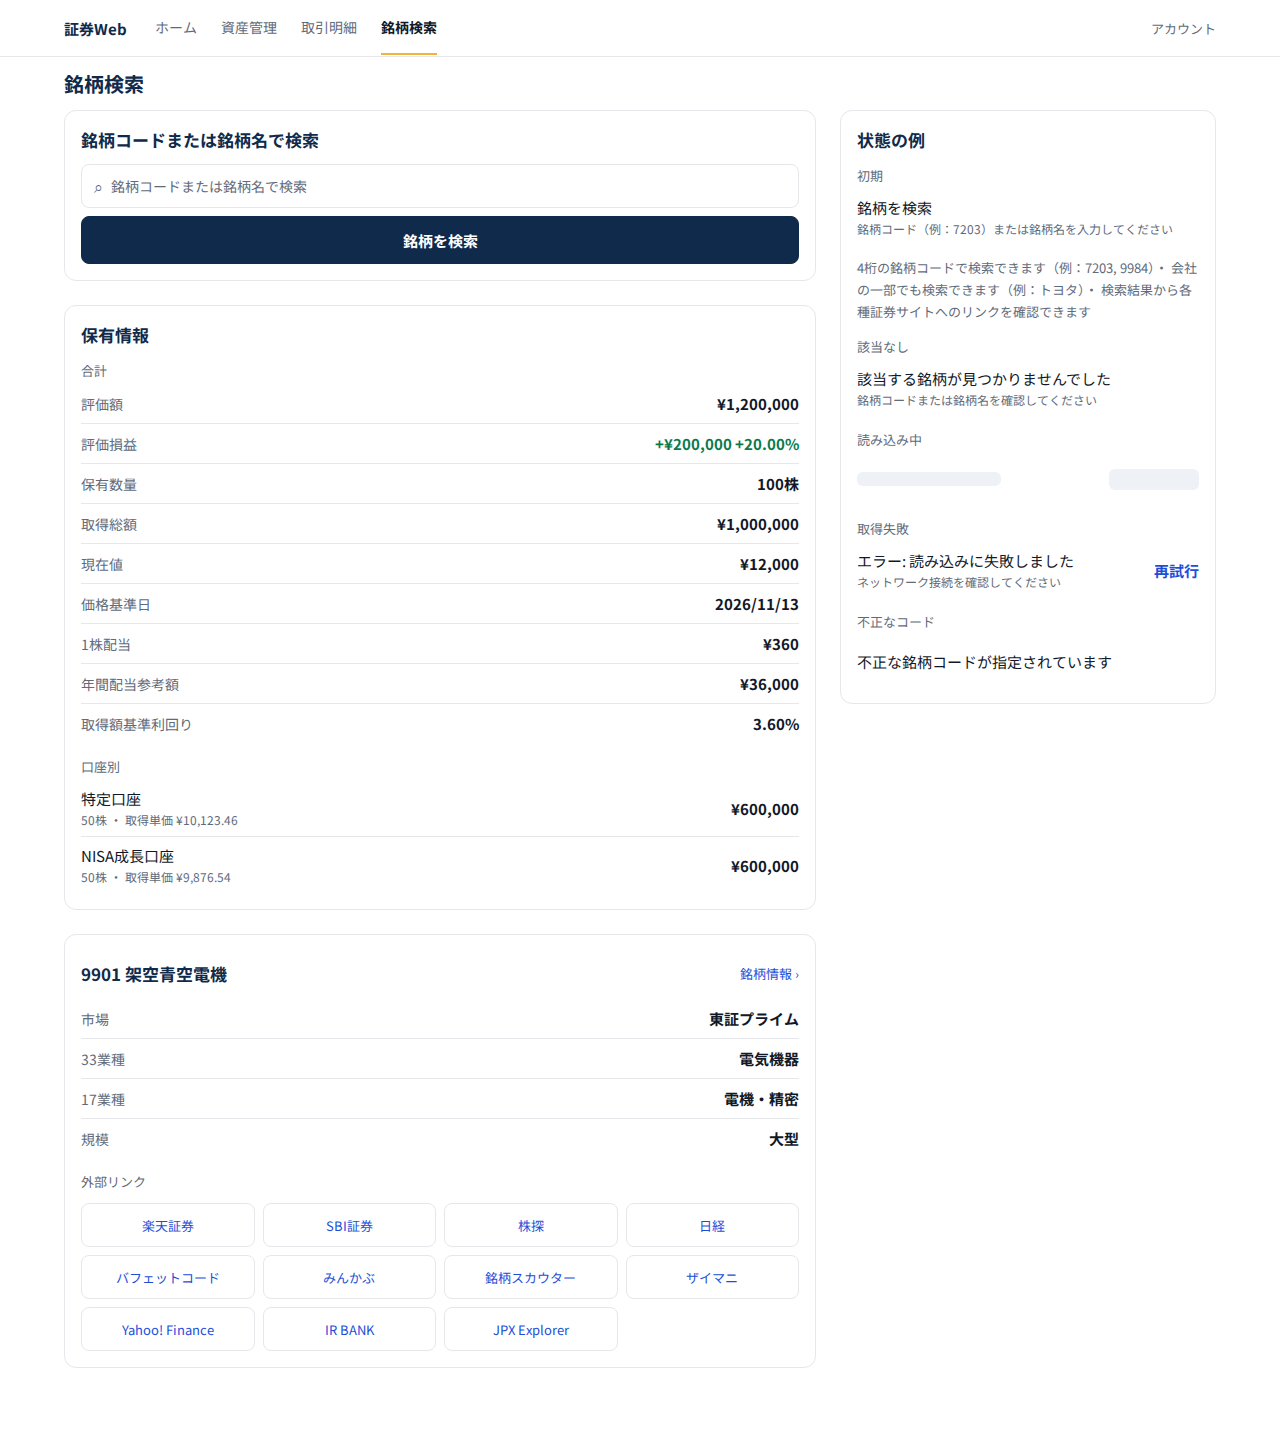 証券Web ホーム 資産管理 取引明細 銘柄検索 アカウント
銘柄検索
銘柄コードまたは銘柄名で検索
銘柄コードまたは銘柄名で検索
銘柄を検索
保有情報
合計
評価額 ¥1,200,000
評価損益 +¥200,000 +20.00%
保有数量 100株
取得総額 ¥1,000,000
現在値 ¥12,000
価格基準日 2026/11/13
1株配当 ¥360
年間配当参考額 ¥36,000
取得額基準利回り 3.60%
口座別
特定口座
50株 ・ 取得単価 ¥10,123.46
¥600,000
NISA成長口座
50株 ・ 取得単価 ¥9,876.54
¥600,000
9901 架空青空電機 銘柄情報 ›
市場 東証プライム
33業種 電気機器
17業種 電機・精密
規模 大型
外部リンク
楽天証券 SBI証券 株探 日経
バフェットコード みんかぶ 銘柄スカウター ザイマニ
Yahoo! Finance IR BANK JPX Explorer
状態の例
初期
銘柄を検索
銘柄コード（例：7203）または銘柄名を入力してください
4桁の銘柄コードで検索できます（例：7203, 9984）・ 会社
の一部でも検索できます（例：トヨタ）・ 検索結果から各
種証券サイトへのリンクを確認できます
該当なし
該当する銘柄が見つかりませんでした
銘柄コードまたは銘柄名を確認してください
読み込み中
取得失敗
エラー: 読み込みに失敗しました
ネットワーク接続を確認してください
再試行
不正なコード
不正な銘柄コードが指定されています